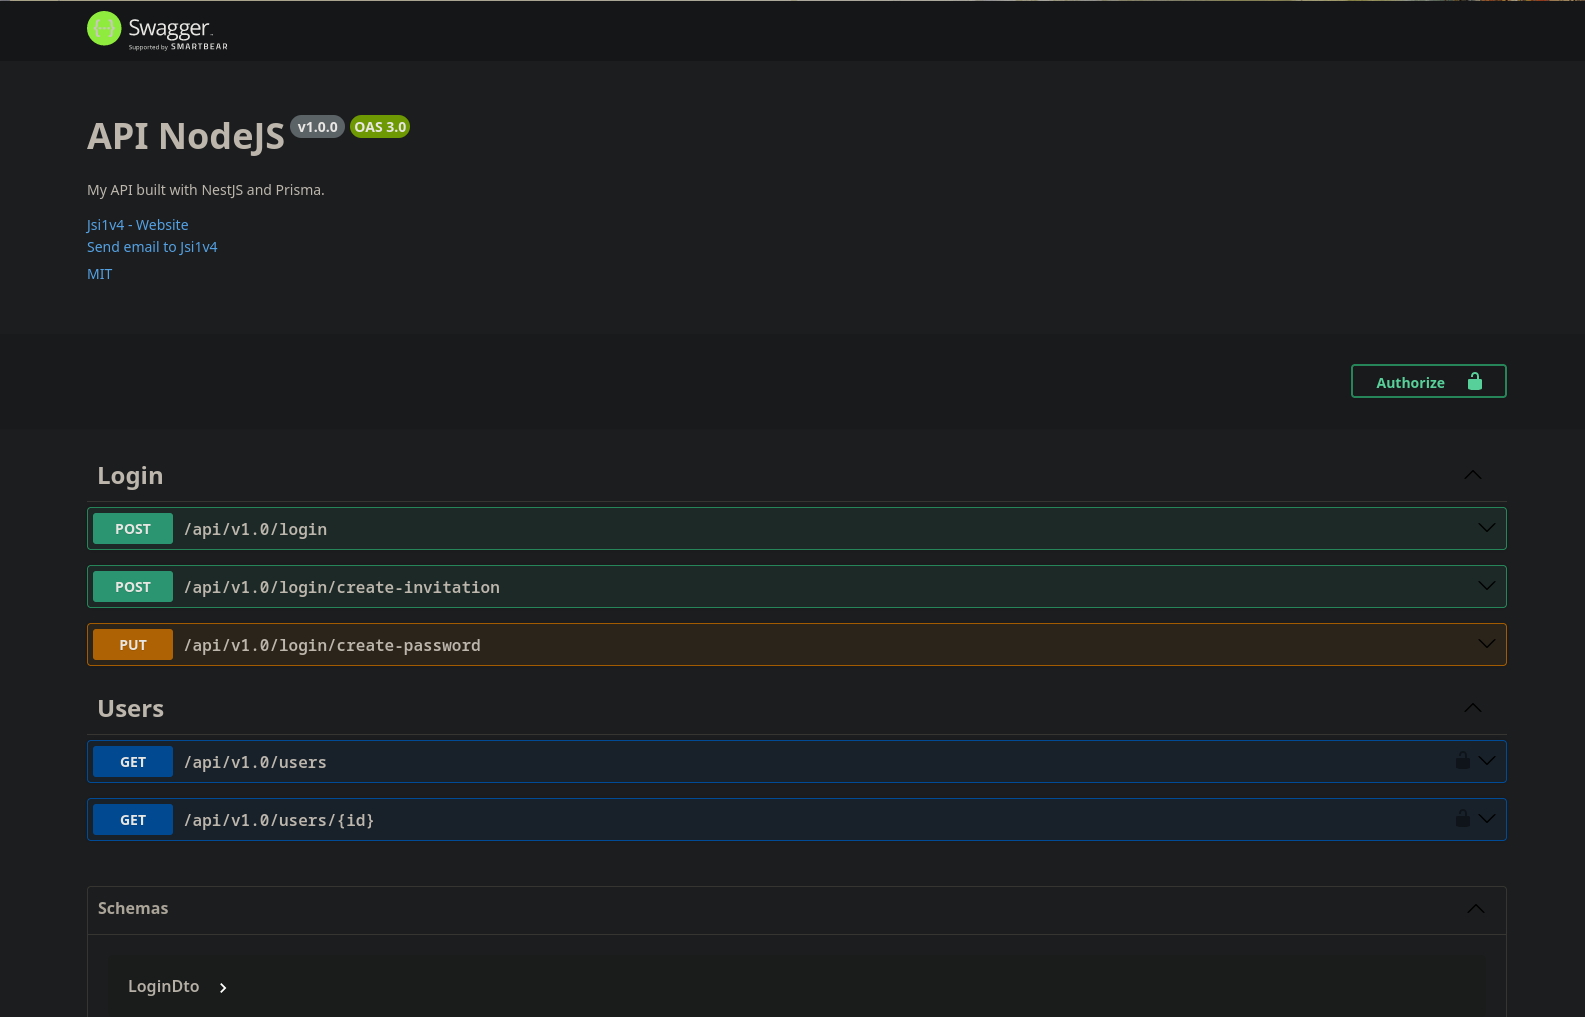 Swagger
Supported by SMARTBEAR
API NodeJS v1.0.0 OAS 3.0
My API built with NestJS and Prisma.
Jsi1v4 - Website
Send email to Jsi1v4
MIT
Authorize
Login
POST /api/v1.0/login
POST /api/v1.0/login/create-invitation
PUT /api/v1.0/login/create-password
Users
GET /api/v1.0/users
GET /api/v1.0/users/{id}
Schemas
LoginDto